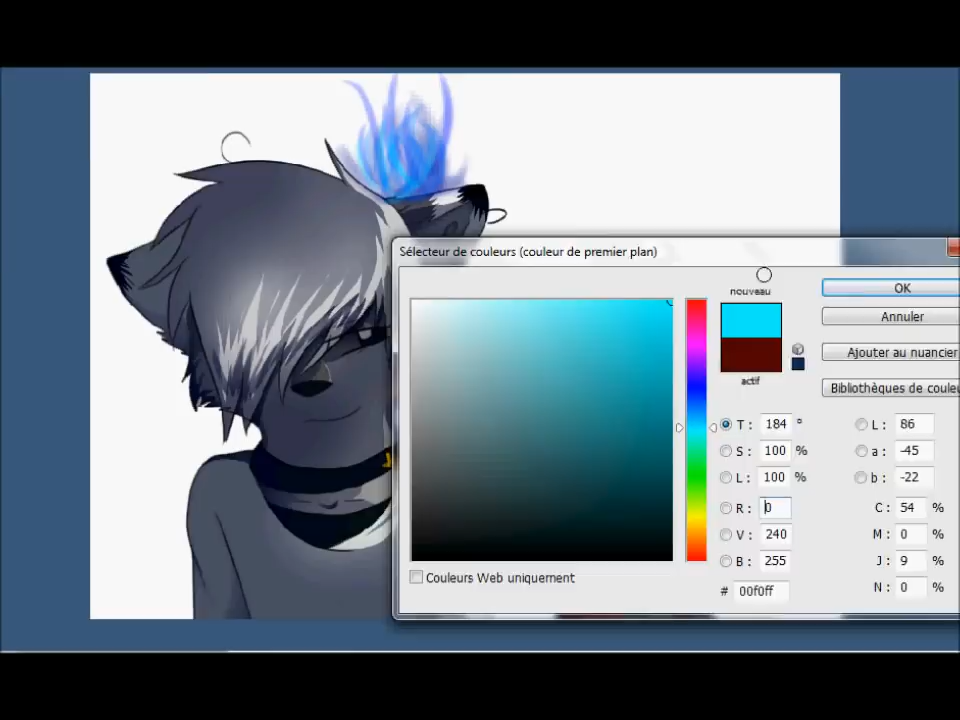 Sélecteur de couleurs (couleur de premier plan)
nouveau
actif
OK
Annuler
Ajouter au nuancier
Bibliothèques de couleu
T : 184 °
S : 100 %
L : 100 %
R : 0
V : 240
B : 255
# 00f0ff
L : 86
a : -45
b : -22
C : 54 %
M : 0 %
J : 9 %
N : 0 %
Couleurs Web uniquement